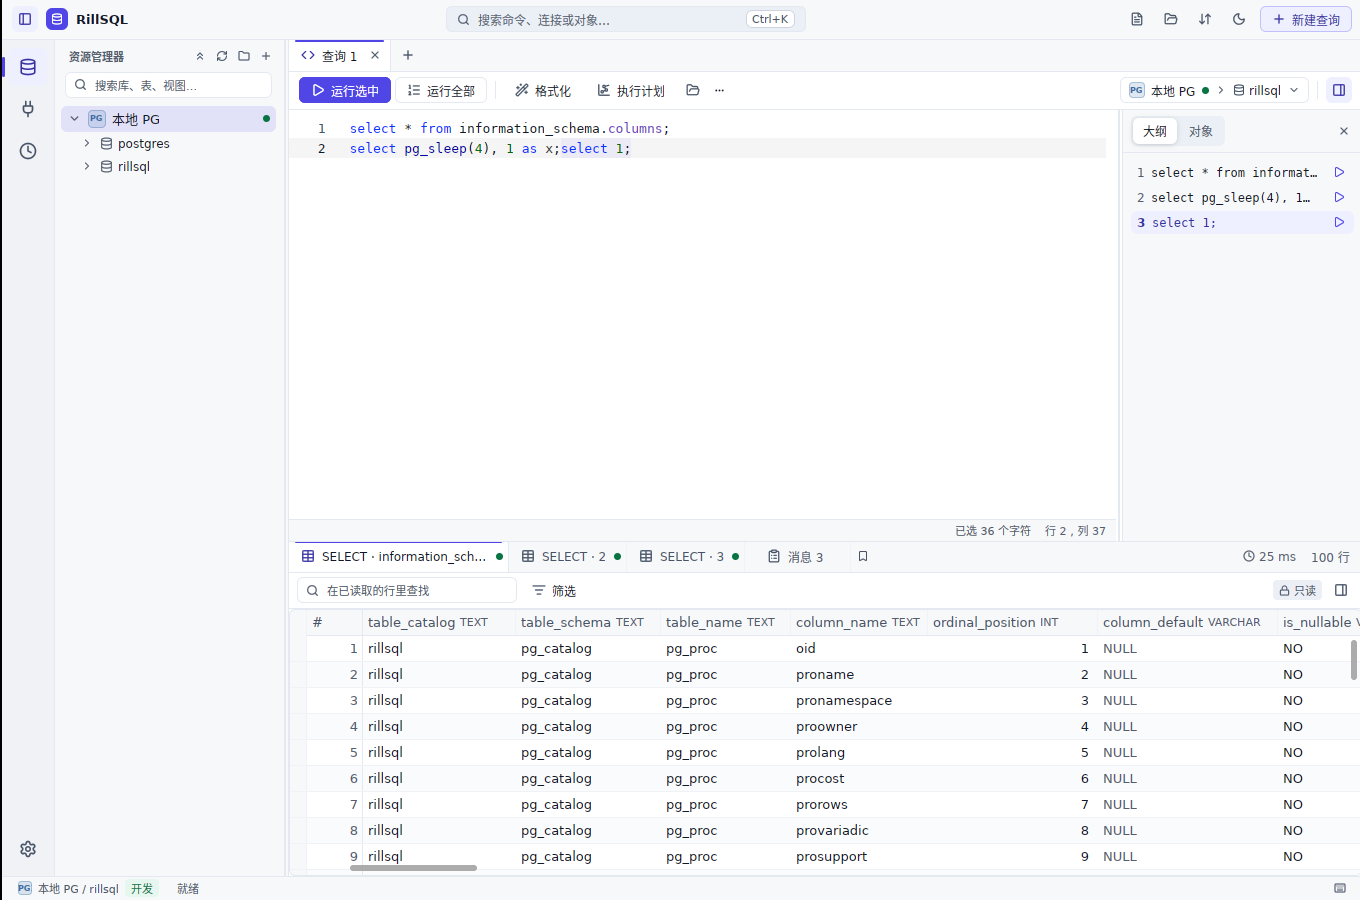 RillSQL
搜索命令、连接或对象...
Ctrl+K
新建查询
资源管理器
搜索库、表、视图...
本地 PG
postgres
rillsql
查询 1
运行选中
运行全部
格式化
执行计划
PG 本地 PG
rillsql
1 select * from information_schema.columns;
2 select pg_sleep(4), 1 as x;select 1;
大纲
对象
1 select * from informat…
2 select pg_sleep(4), 1…
3 select 1;
已选 36 个字符
行 2，列 37
SELECT · information_sch...
SELECT · 2
SELECT · 3
消息 3
25 ms
100 行
在已读取的行里查找
筛选
只读
# table_catalog TEXT table_schema TEXT table_name TEXT column_name TEXT ordinal_position INT column_default VARCHAR is_nullable
1 rillsql pg_catalog pg_proc oid 1 NULL NO
2 rillsql pg_catalog pg_proc proname 2 NULL NO
3 rillsql pg_catalog pg_proc pronamespace 3 NULL NO
4 rillsql pg_catalog pg_proc proowner 4 NULL NO
5 rillsql pg_catalog pg_proc prolang 5 NULL NO
6 rillsql pg_catalog pg_proc procost 6 NULL NO
7 rillsql pg_catalog pg_proc prorows 7 NULL NO
8 rillsql pg_catalog pg_proc provariadic 8 NULL NO
9 rillsql pg_catalog pg_proc prosupport 9 NULL NO
PG 本地 PG / rillsql 开发 就绪